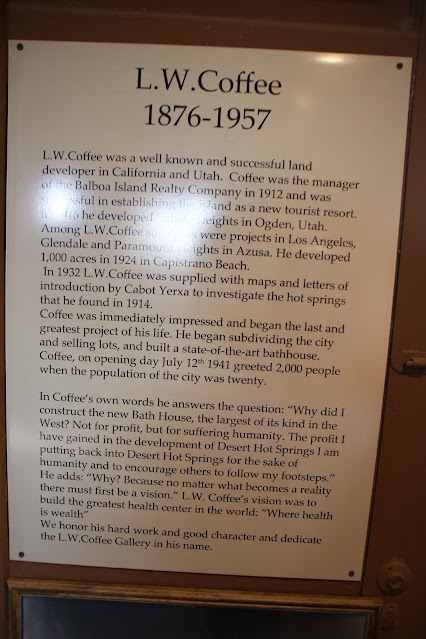 L.W.Coffee
1876-1957
L.W.Coffee was a well known and successful land
developer in California and Utah. Coffee was the manager
of the Balboa Island Realty Company in 1912 and was
in establishing the island as a new tourist resort.
he developed Heights in Ogden, Utah.
Among L.W.Coffee were projects in Los Angeles,
Glendale and Paramount Heights in Azusa. He developed
1,000 acres in 1924 in Capistrano Beach.
In 1932 L.W.Coffee was supplied with maps and letters of
introduction by Cabot Yerxa to investigate the hot springs
that he found in 1914.
Coffee was immediately impressed and began the last and
greatest project of his life. He began subdividing the city
and selling lots, and built a state-of-the-art bathhouse.
Coffee, on opening day July 12th 1941 greeted 2,000 people
when the population of the city was twenty.
In Coffee's own words he answers the question: "Why did I
construct the new Bath House, the largest of its kind in the
West? Not for profit, but for suffering humanity. The profit I
have gained in the development of Desert Hot Springs I am
putting back into Desert Hot Springs for the sake of
humanity and to encourage others to follow my footsteps."
He adds: "Why? Because no matter what becomes a reality
there must first be a vision." L.W. Coffee's vision was to
build the greatest health center in the world: "Where health
is wealth"
We honor his hard work and good character and dedicate
the L.W.Coffee Gallery in his name.